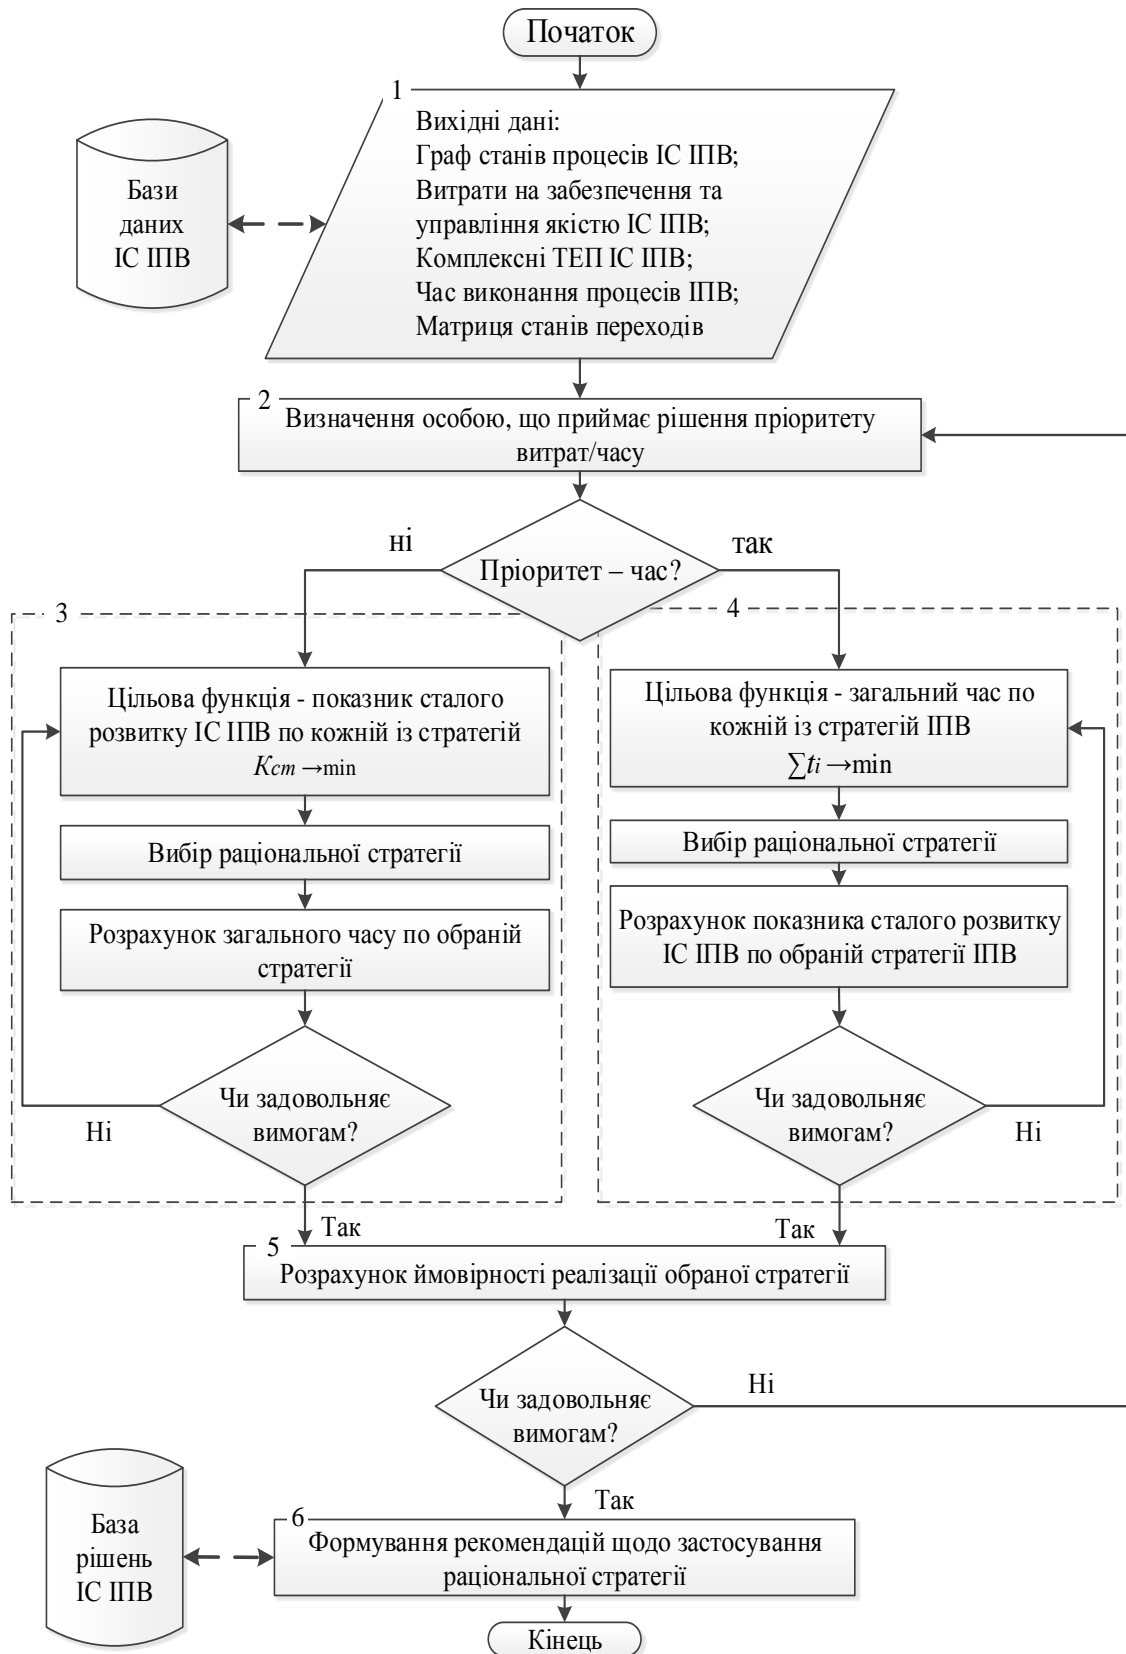 Початок
1
Вихідні дані:
Граф станів процесів ІС ІПВ;
Витрати на забезпечення та
управління якістю ІС ІПВ;
Комплексні ТЕП ІС ІПВ;
Час виконання процесів ІПВ;
Матриця станів переходів
Бази
даних
ІС ІПВ
2
Визначення особою, що приймає рішення пріоритету
витрат/часу
ні
Пріоритет – час?
так
3
Цільова функція - показник сталого
розвитку ІС ІПВ по кожній із стратегій
Kcm →min
Вибір раціональної стратегії
Розрахунок загального часу по обраній
стратегії
Чи задовольняє
вимогам?
Ні
Так
4
Цільова функція - загальний час по
кожній із стратегій ІПВ
∑ti →min
Вибір раціональної стратегії
Розрахунок показника сталого розвитку
ІС ІПВ по обраній стратегії ІПВ
Чи задовольняє
вимогам?
Ні
Так
5
Розрахунок ймовірності реалізації обраної стратегії
Чи задовольняє
вимогам?
Ні
Так
База
рішень
ІС ІПВ
6
Формування рекомендацій щодо застосування
раціональної стратегії
Кінець